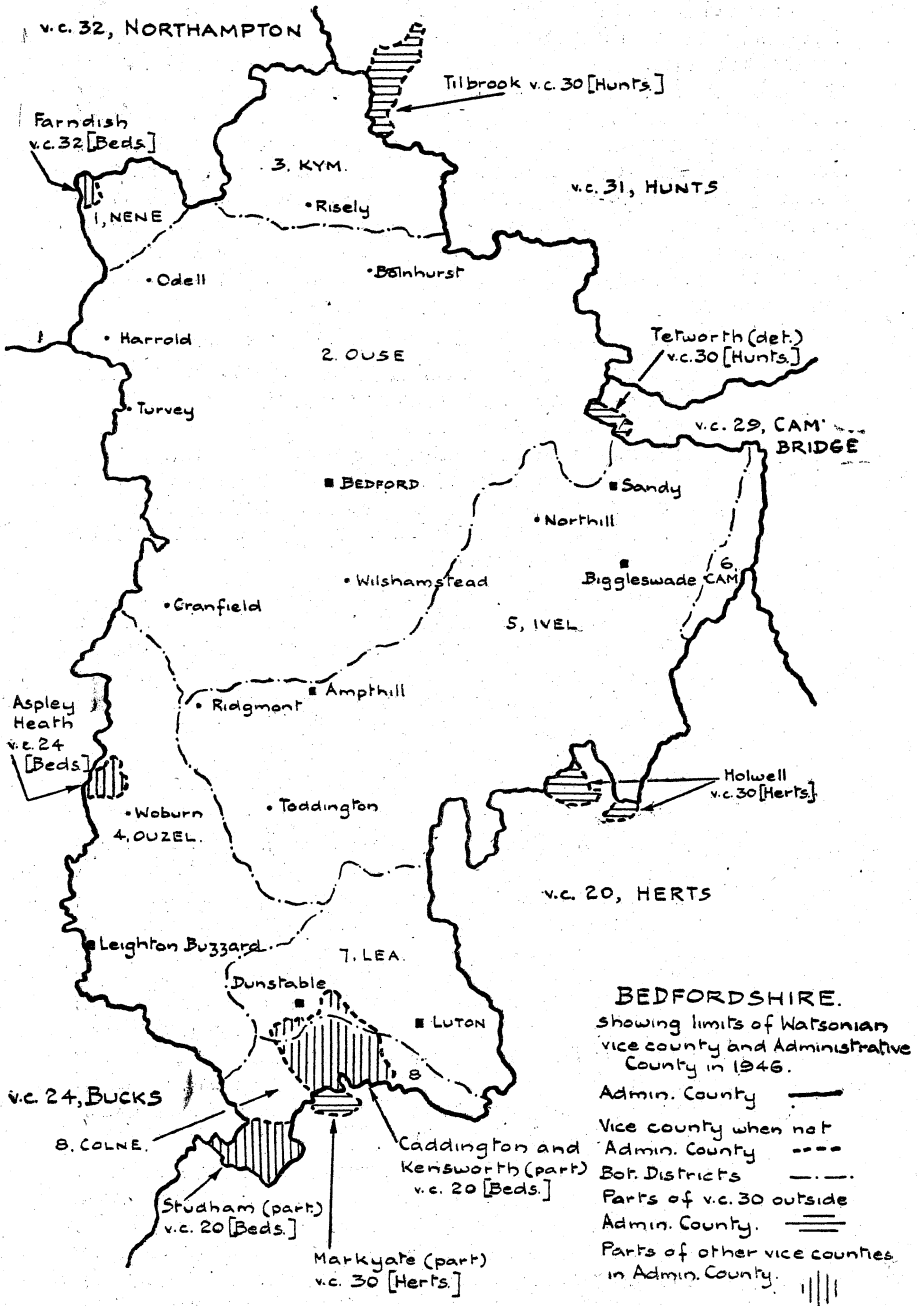 v.c. 32, NORTHAMPTON
Tilbrook v.c. 30 [Hunts.]
Farndish
v.c. 32 [Beds.]
3. KYM.
v.c. 31, HUNTS
1, NENE
Risely
Odell
Bolnhurst
Harrold
Tetworth (det.)
v.c. 30 [Hunts.]
2. OUSE
Turvey
v.c. 29, CAM'
BRIDGE
BEDFORD
Sandy
Northill
Wilshamstead
Biggleswade
6,
CAM
Cranfield
5, IVEL
Aspley
Heath
v.c. 24
[Beds.]
Ridgmont
Ampthill
Holwell
v.c. 30 [Herts.]
Woburn
Toddington
4, OUZEL.
v.c. 20, HERTS
Leighton Buzzard
7. LEA.
Dunstable
LUTON
8
v.c. 24, BUCKS
8. COLNE.
Caddington and
Kensworth (part)
v.c. 20 [Beds.]
Studham (part)
v.c. 20 [Beds.]
Markyate (part)
v.c. 30 [Herts.]
BEDFORDSHIRE.
showing limits of Watsonian
vice county and Administrative
County in 1946.
Admin. County
Vice county when not
Admin. County
Bot. Districts
Parts of v.c. 30 outside
Admin. County.
Parts of other vice counties
in Admin. County.